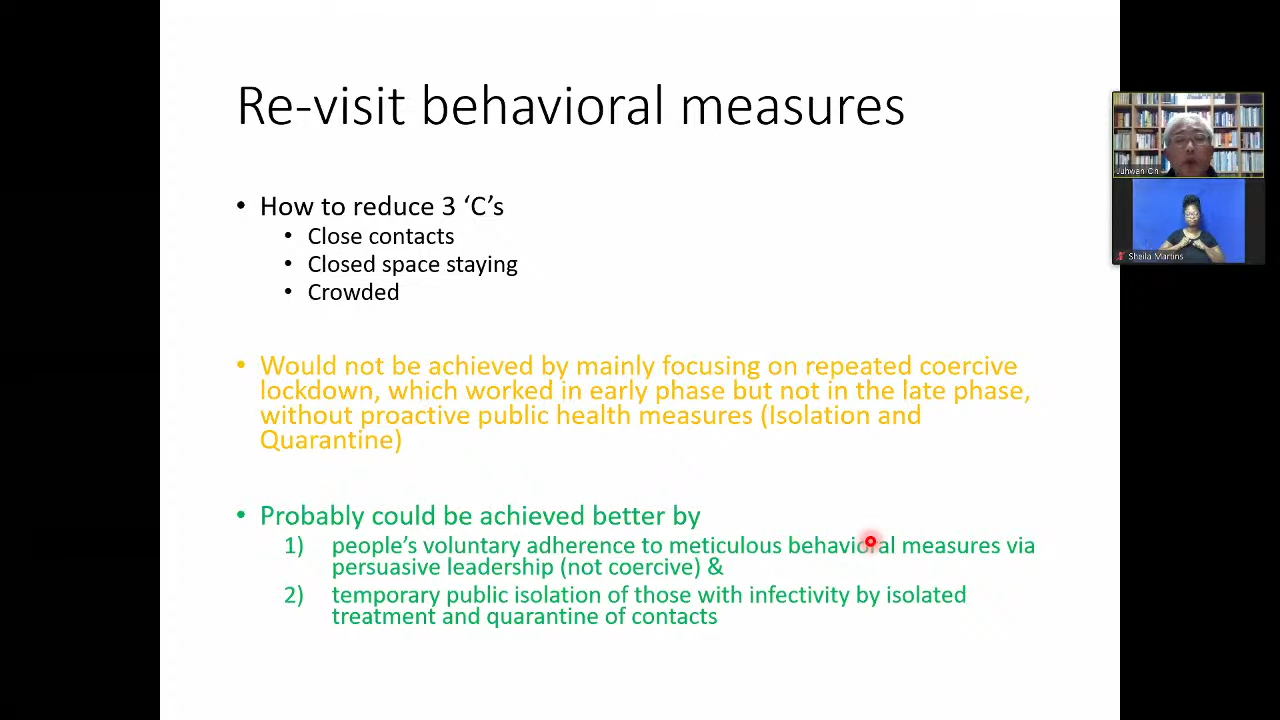 Re-visit behavioral measures
• How to reduce 3 ‘C’s
• Close contacts
• Closed space staying
• Crowded
• Would not be achieved by mainly focusing on repeated coercive
lockdown, which worked in early phase but not in the late phase,
without proactive public health measures (Isolation and
Quarantine)
• Probably could be achieved better by
1) people’s voluntary adherence to meticulous behavioral measures via
persuasive leadership (not coercive) &
2) temporary public isolation of those with infectivity by isolated
treatment and quarantine of contacts
Juhwan Oh
Sheila Martins